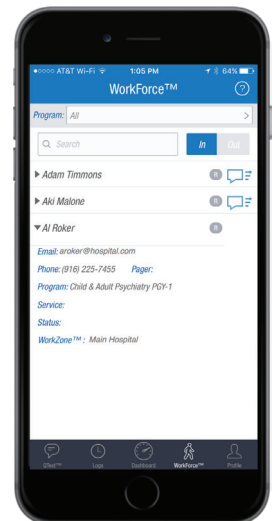 ●○○○○ AT&T Wi-Fi 1:05 PM 64%
WorkForce™ ?
Program: All >
Search In Out
Adam Timmons R
Aki Malone R
Al Roker R
Email: aroker@hospital.com
Phone: (916) 225-7455 Pager:
Program: Child & Adult Psychiatry PGY-1
Service:
Status:
WorkZone™ : Main Hospital
GText™ Logs Dashboard WorkForce™ Profile